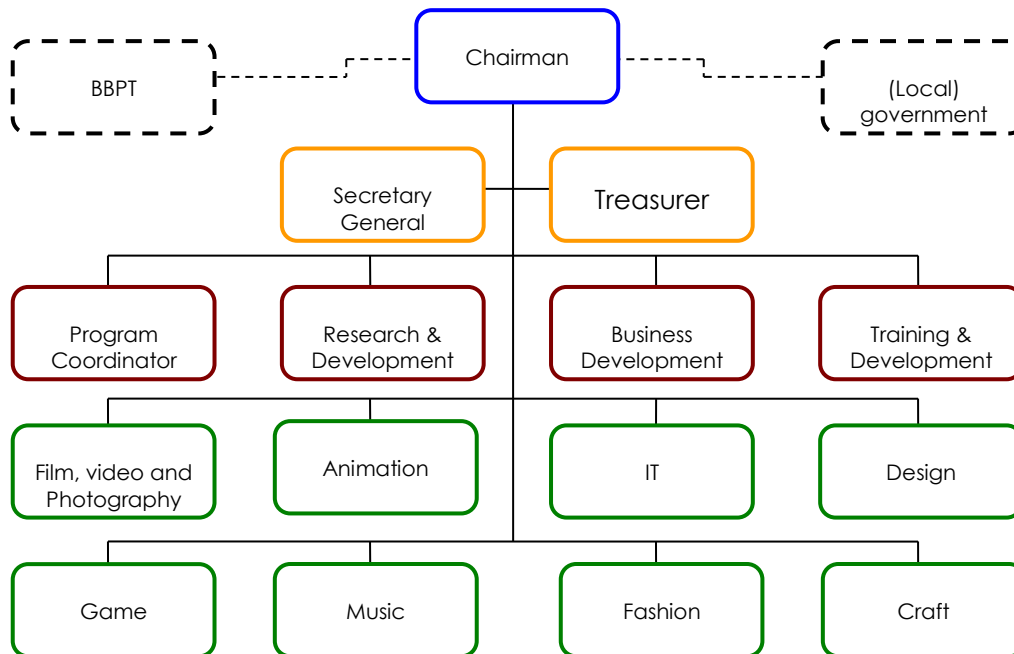 Chairman
BBPT
(Local)
government
Secretary
General
Treasurer
Program
Coordinator
Research &
Development
Business
Development
Training &
Development
Film, video and
Photography
Animation
IT
Design
Game
Music
Fashion
Craft